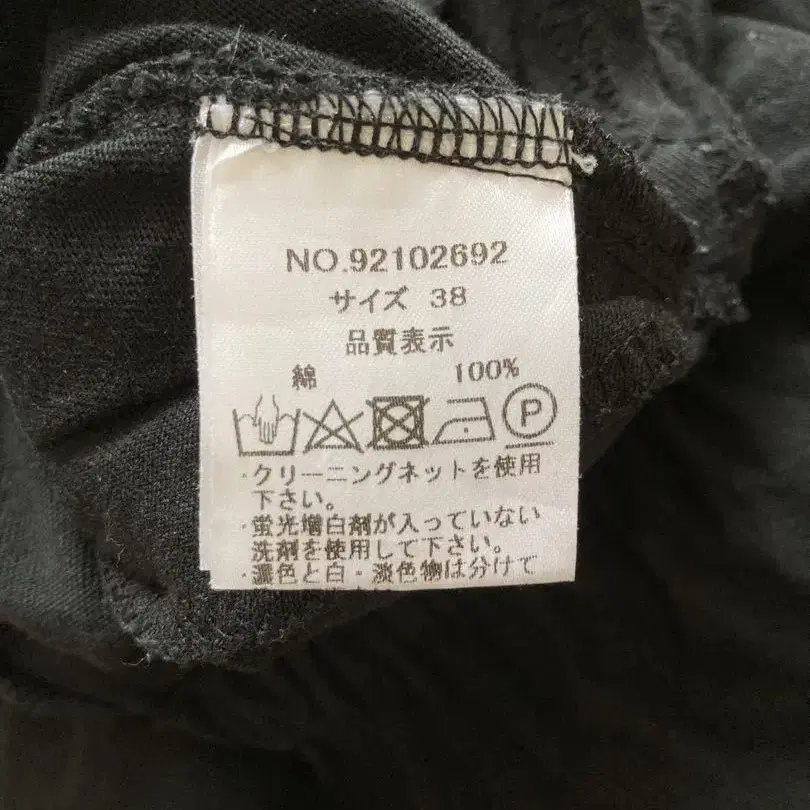 NO.92102692
サイズ 38
品質表示
綿 100%
P
・クリーニングネットを使用
下さい。
・蛍光増白剤が入っていない
洗剤を使用して下さい。
・濃色と白・淡色物は分けて